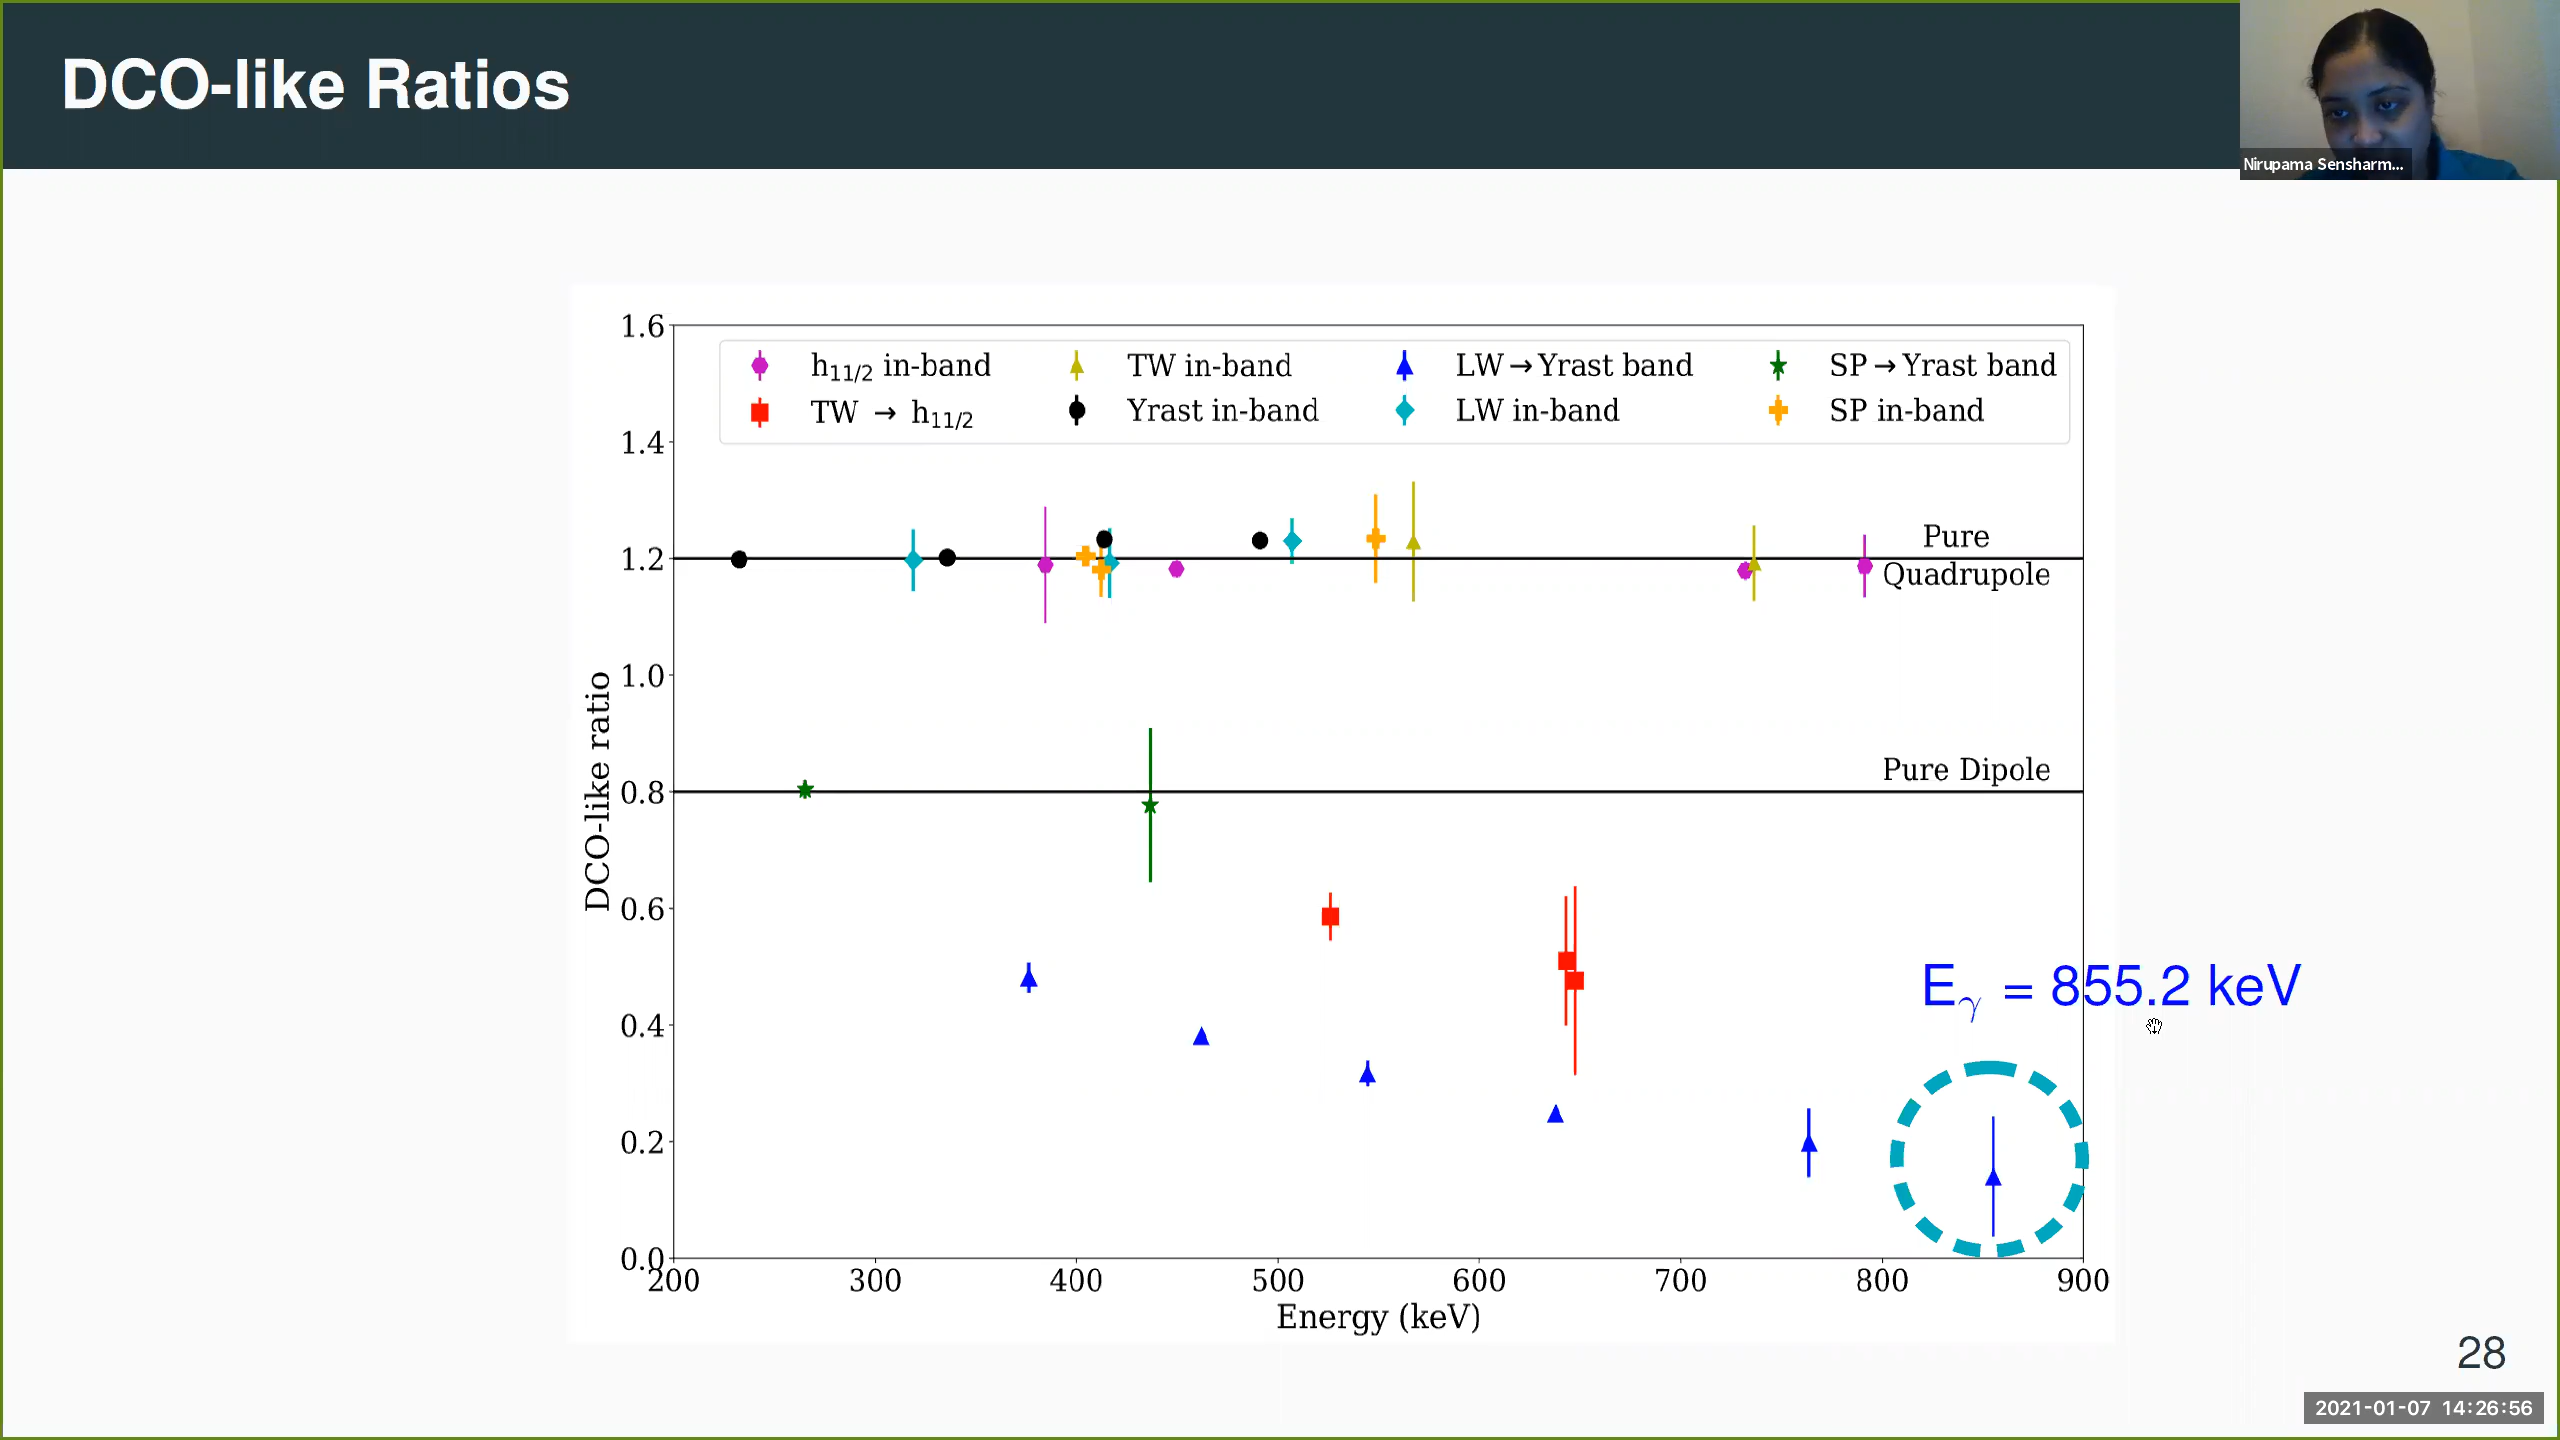 DCO-like Ratios
Nirupama Sensharm...
h11/2 in-band
TW → h11/2
TW in-band
Yrast in-band
LW→Yrast band
LW in-band
SP→Yrast band
SP in-band
1.6
1.4
1.2
1.0
0.8
0.6
0.4
0.2
0.0
DCO-like ratio
Pure
Quadrupole
Pure Dipole
Eγ = 855.2 keV
200 300 400 500 600 700 800 900
Energy (keV)
28
2021-01-07 14:26:56